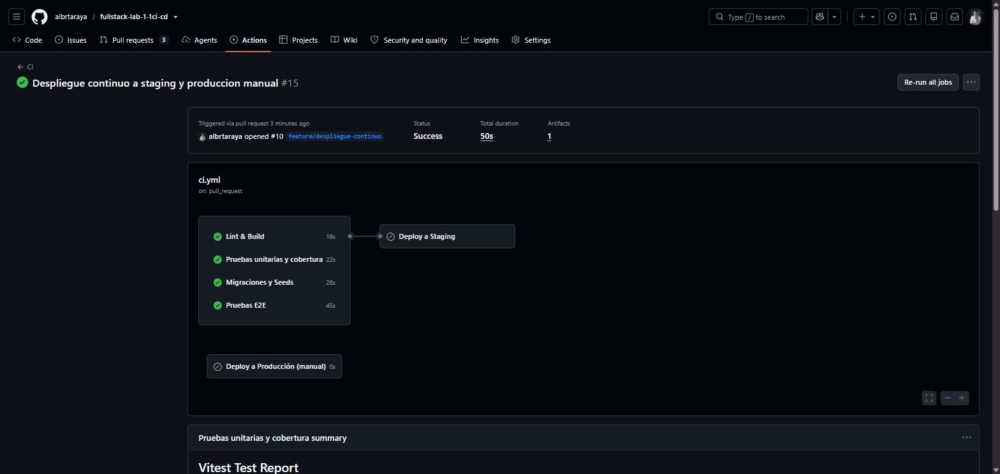 albrtaraya / fullstack-lab-1-1ci-cd
Type / to search
Code Issues Pull requests 3 Agents Actions Projects Wiki Security and quality Insights Settings
CI
Despliegue continuo a staging y produccion manual #15
Re-run all jobs
Triggered via pull request 3 minutes ago
albrtaraya opened #10 feature/despliegue-continuo
Status
Success
Total duration
50s
Artifacts
1
ci.yml
on: pull_request
Lint & Build 19s
Deploy a Staging
Pruebas unitarias y cobertura 22s
Migraciones y Seeds 26s
Pruebas E2E 45s
Deploy a Producción (manual) 0s
Pruebas unitarias y cobertura summary
Vitest Test Report